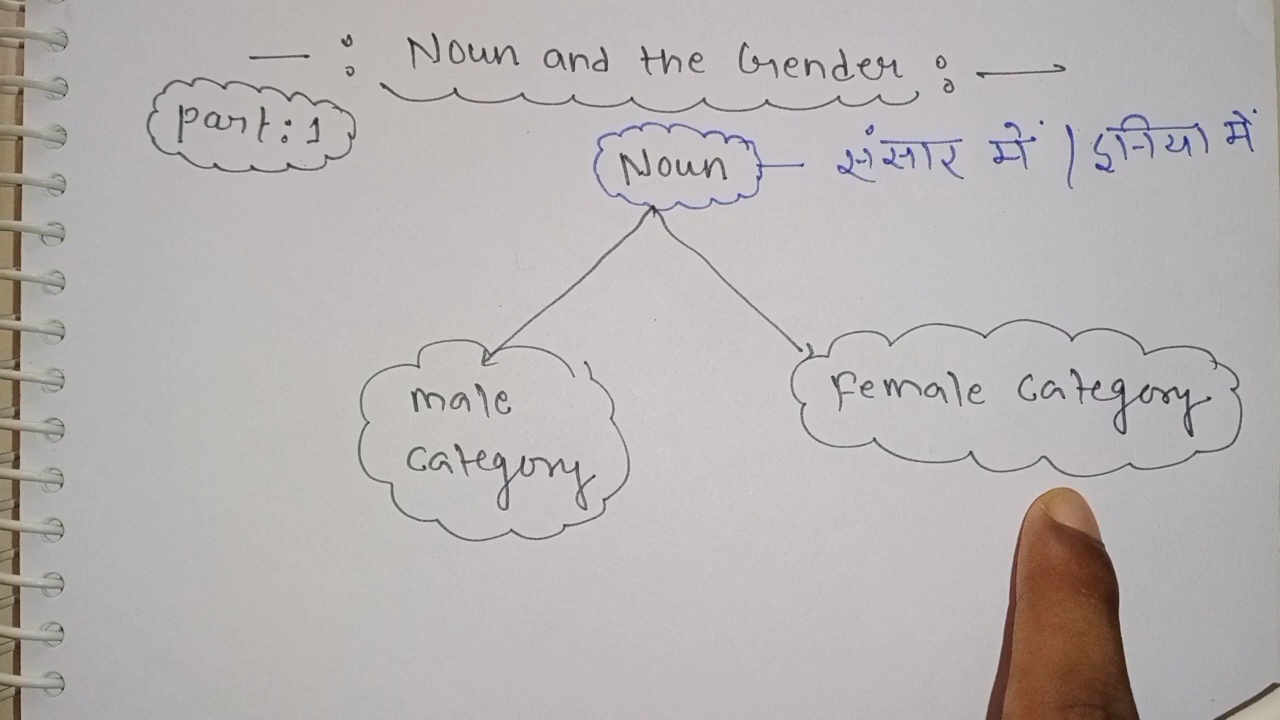 —: Noun and the Gender :—
Part:1
Noun — संसार में / दुनिया में
male
category
Female category